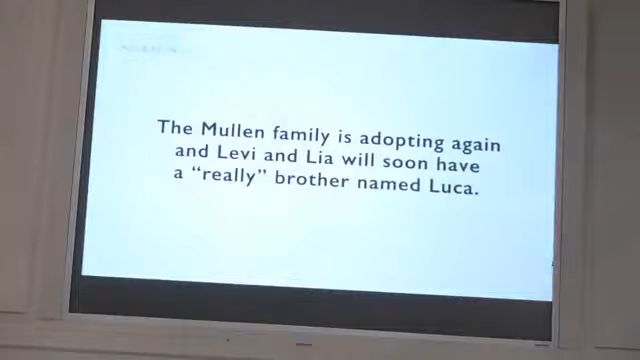 The Mullen family is adopting again
and Levi and Lia will soon have
a “really” brother named Luca.